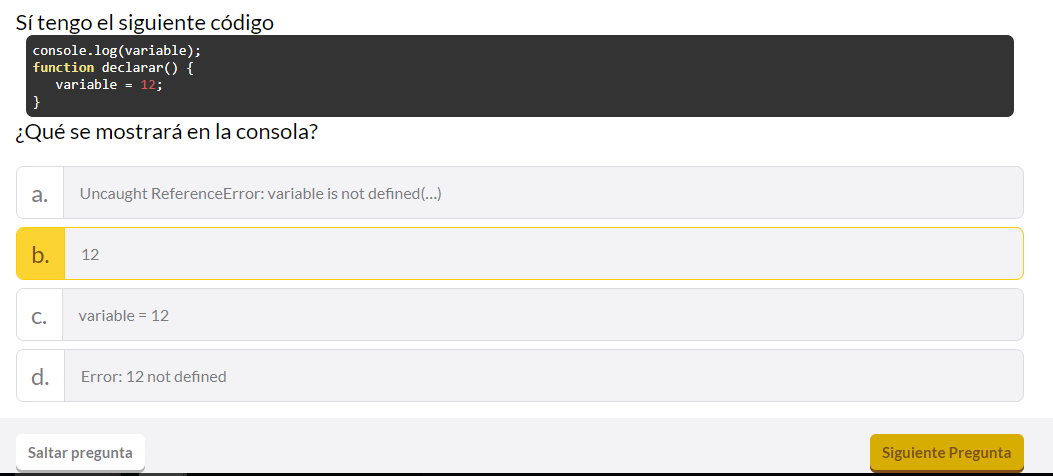 Sí tengo el siguiente código
console.log(variable);
function declarar() {
   variable = 12;
}
¿Qué se mostrará en la consola?
a. Uncaught ReferenceError: variable is not defined(...)
b. 12
c. variable = 12
d. Error: 12 not defined
Saltar pregunta Siguiente Pregunta